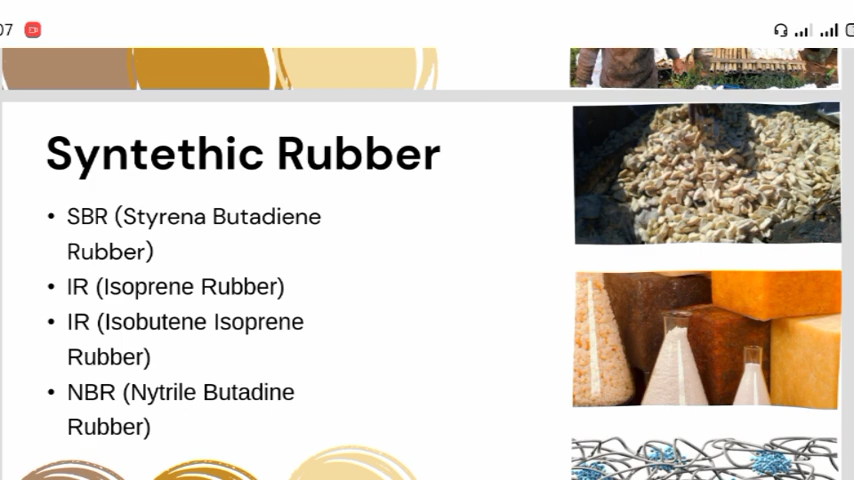 07
Syntethic Rubber
• SBR (Styrena Butadiene
Rubber)
• IR (Isoprene Rubber)
• IR (Isobutene Isoprene
Rubber)
• NBR (Nytrile Butadine
Rubber)